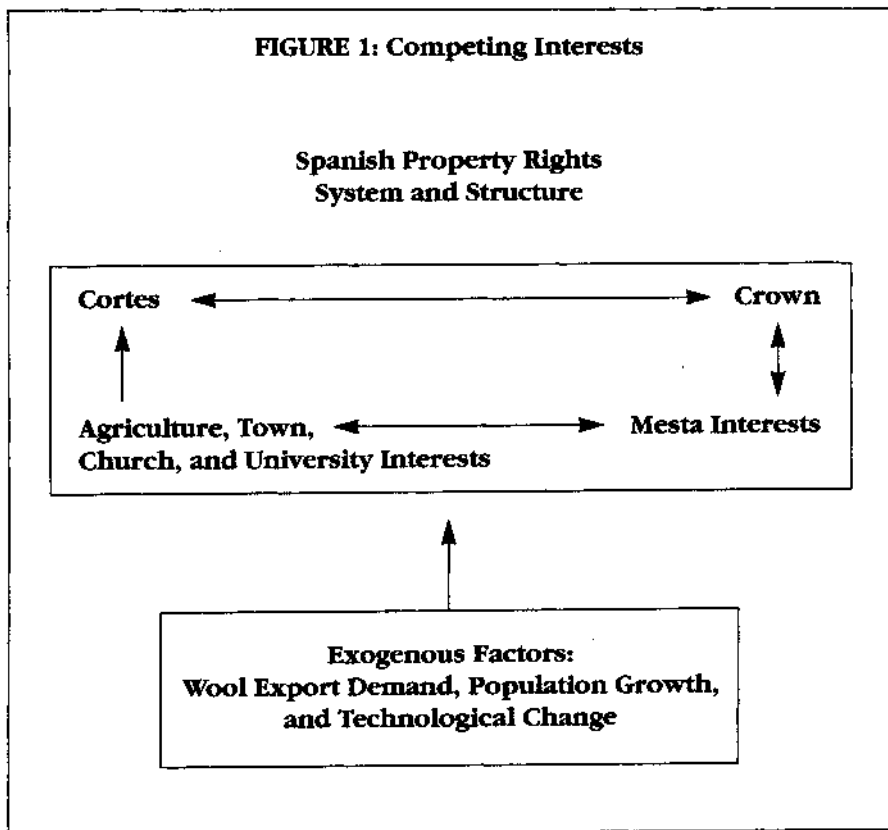 FIGURE 1: Competing Interests
Spanish Property Rights
System and Structure
Cortes
Crown
Agriculture, Town,
Church, and University Interests
Mesta Interests
Exogenous Factors:
Wool Export Demand, Population Growth,
and Technological Change